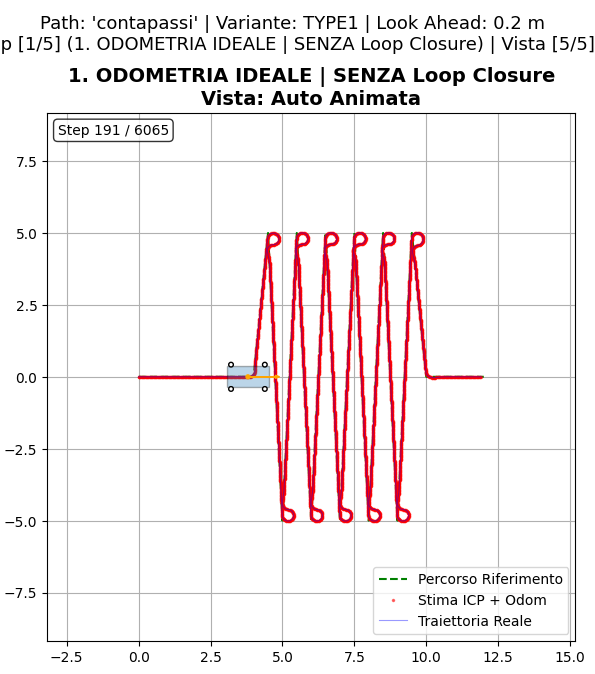 Path: 'contapassi' | Variante: TYPE1 | Look Ahead: 0.2 m
p [1/5] (1. ODOMETRIA IDEALE | SENZA Loop Closure) | Vista [5/5]
1. ODOMETRIA IDEALE | SENZA Loop Closure
Vista: Auto Animata
Step 191 / 6065
7.5
5.0
2.5
0.0
−2.5
−5.0
−7.5
Percorso Riferimento
Stima ICP + Odom
Traiettoria Reale
−2.5 0.0 2.5 5.0 7.5 10.0 12.5 15.0